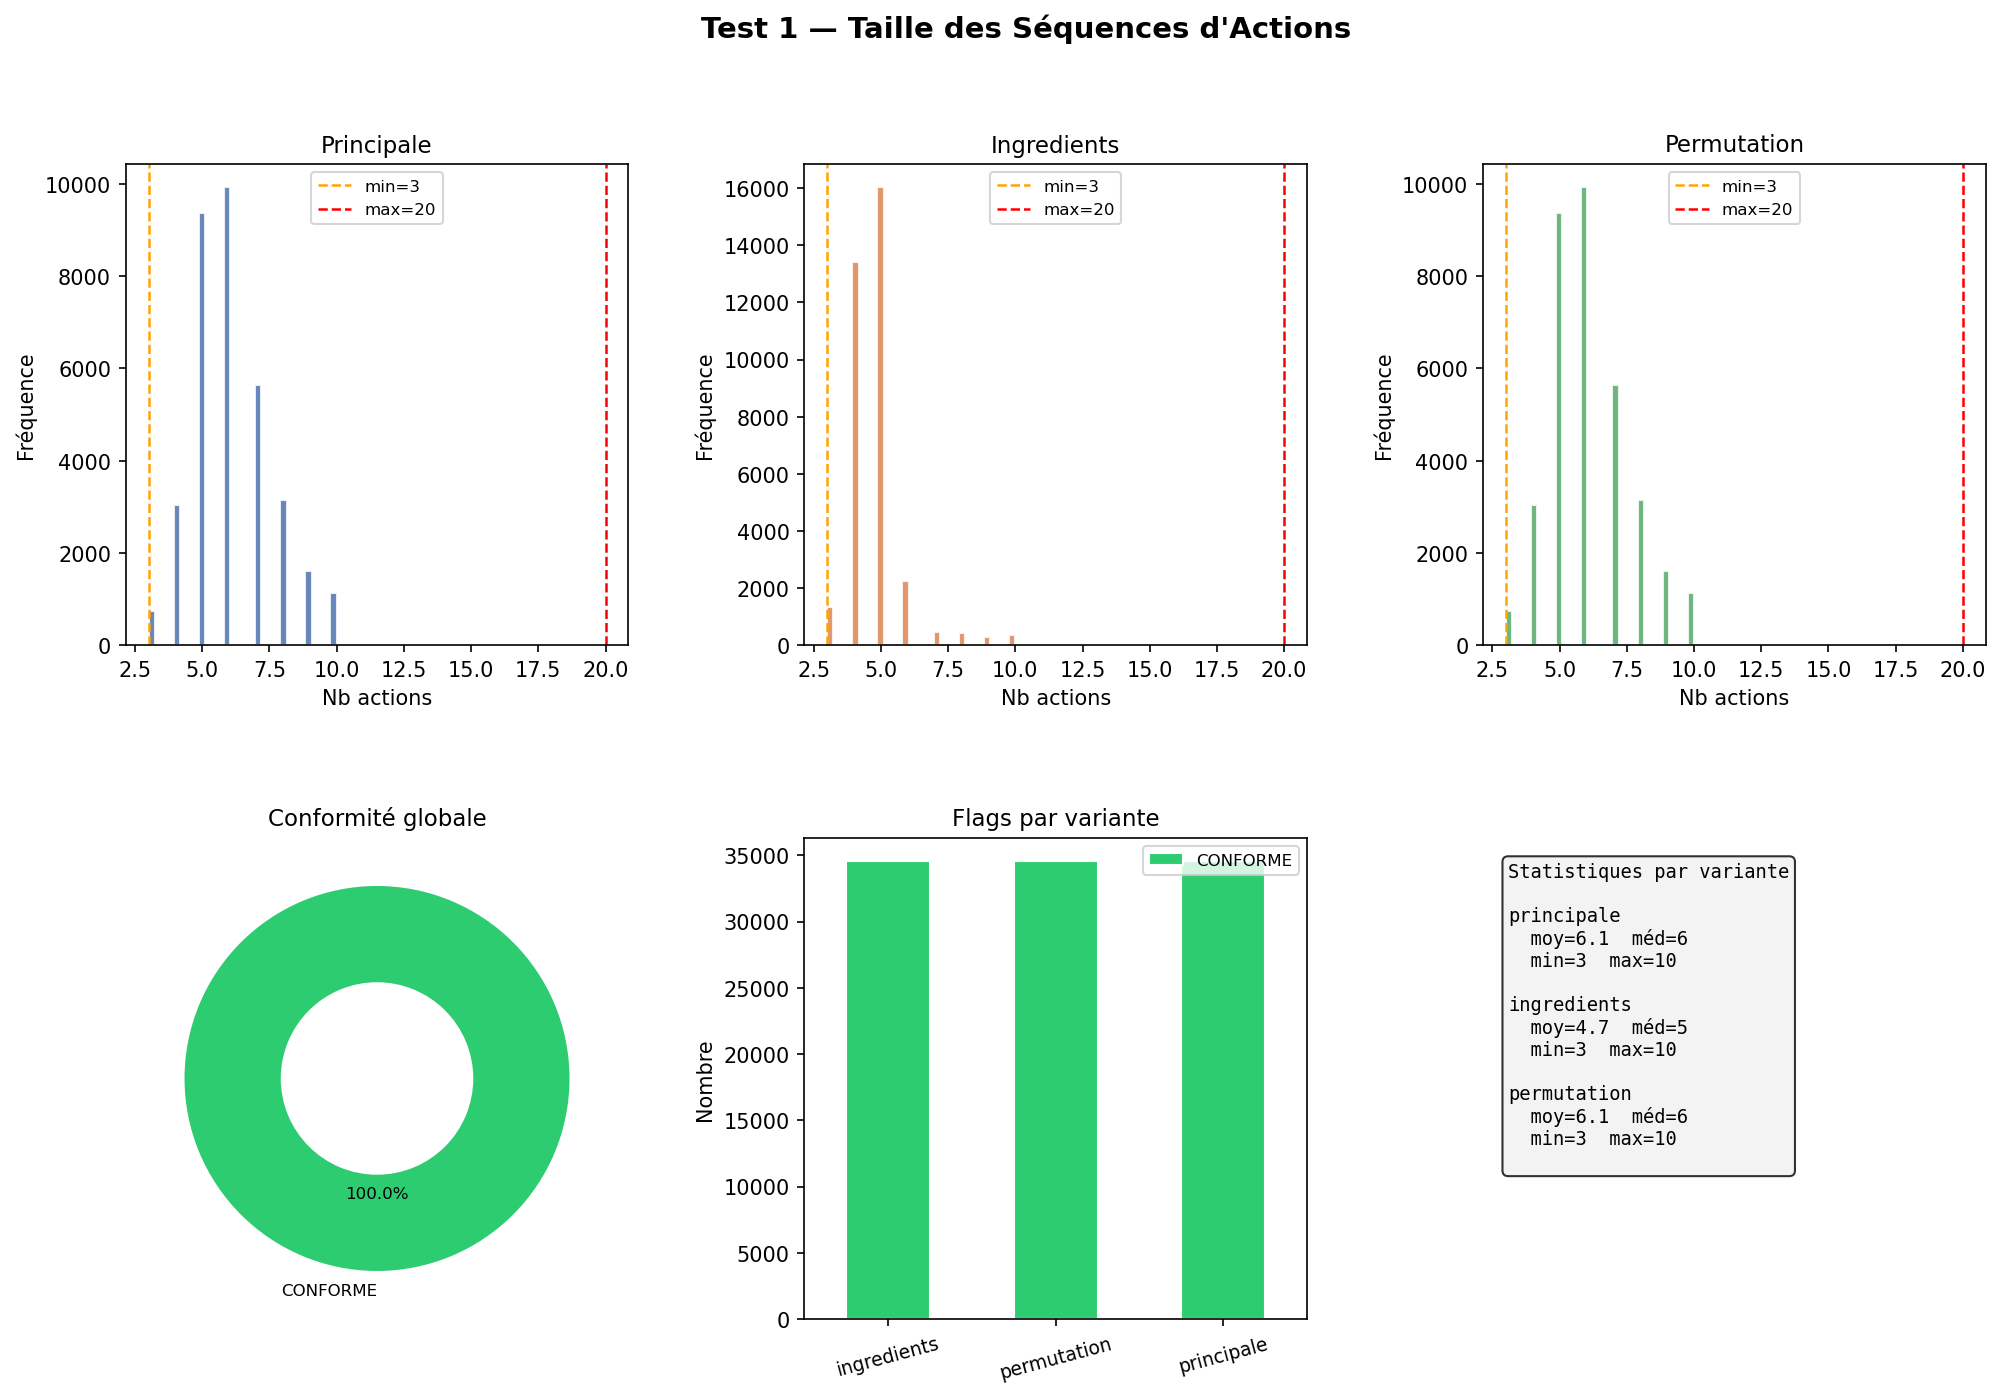 Test 1 — Taille des Séquences d'Actions
Principale
min=3
max=20
Fréquence
10000
8000
6000
4000
2000
0
2.5 5.0 7.5 10.0 12.5 15.0 17.5 20.0
Nb actions
Ingredients
min=3
max=20
Fréquence
16000
14000
12000
10000
8000
6000
4000
2000
0
2.5 5.0 7.5 10.0 12.5 15.0 17.5 20.0
Nb actions
Permutation
min=3
max=20
Fréquence
10000
8000
6000
4000
2000
0
2.5 5.0 7.5 10.0 12.5 15.0 17.5 20.0
Nb actions
Conformité globale
100.0%
CONFORME
Flags par variante
CONFORME
Nombre
35000
30000
25000
20000
15000
10000
5000
0
ingredients permutation principale
Statistiques par variante
principale
moy=6.1 méd=6
min=3 max=10
ingredients
moy=4.7 méd=5
min=3 max=10
permutation
moy=6.1 méd=6
min=3 max=10